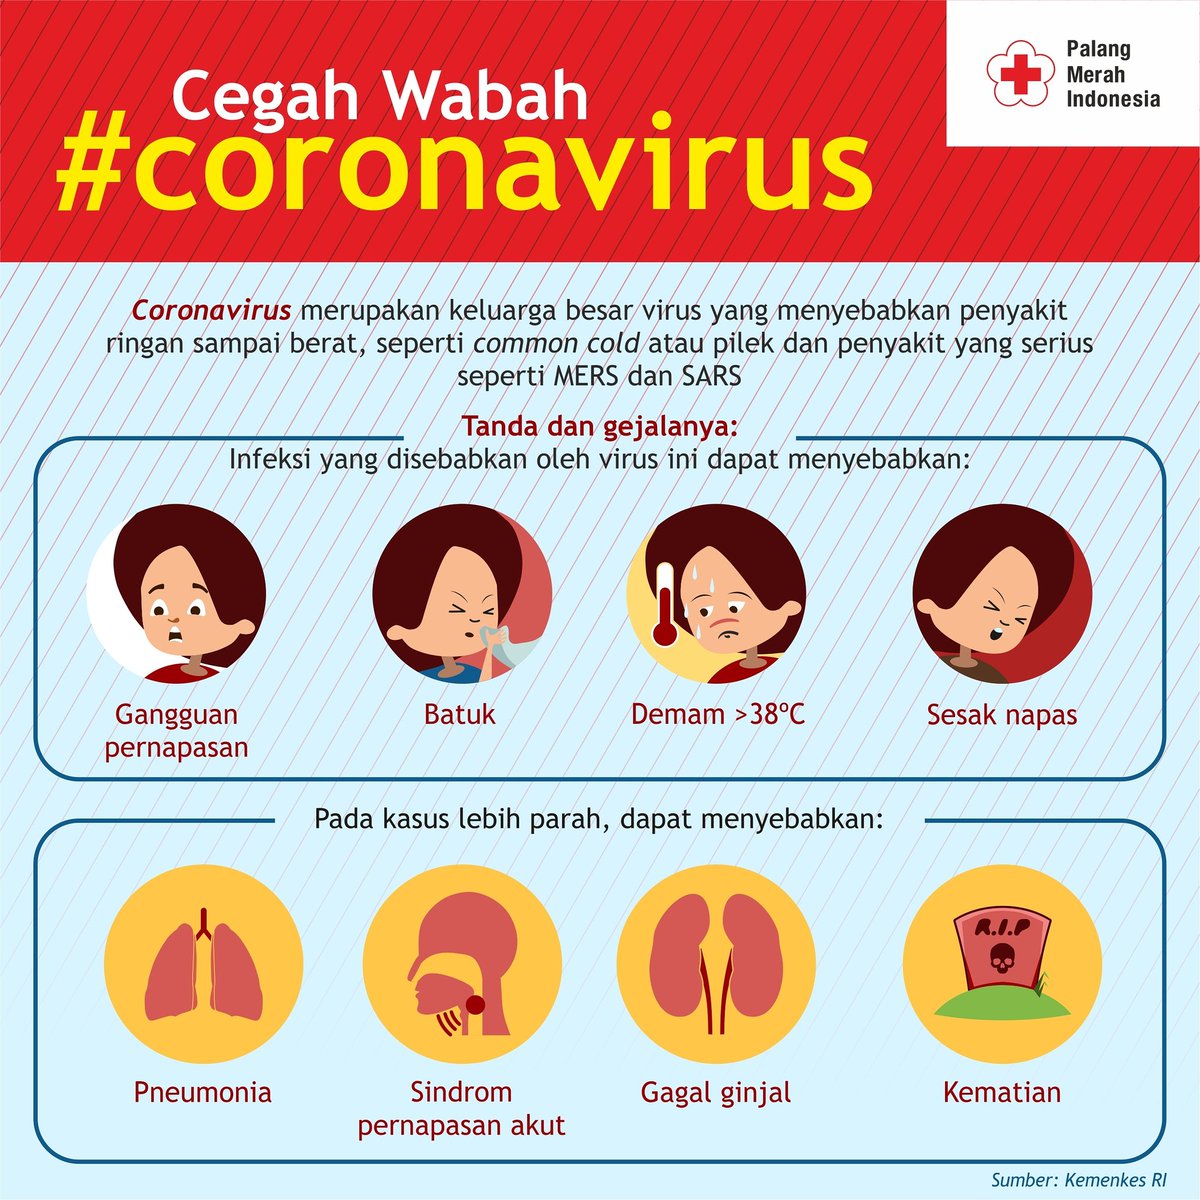 Cegah Wabah
#coronavirus
Palang
Merah
Indonesia
Coronavirus merupakan keluarga besar virus yang menyebabkan penyakit
ringan sampai berat, seperti common cold atau pilek dan penyakit yang serius
seperti MERS dan SARS
Tanda dan gejalanya:
Infeksi yang disebabkan oleh virus ini dapat menyebabkan:
Gangguan
pernapasan
Batuk
Demam >38ºC
Sesak napas
Pada kasus lebih parah, dapat menyebabkan:
R.I.P
Pneumonia
Sindrom
pernapasan akut
Gagal ginjal
Kematian
Sumber: Kemenkes RI